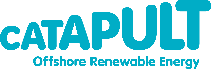 CATAPULT
Offshore Renewable Energy